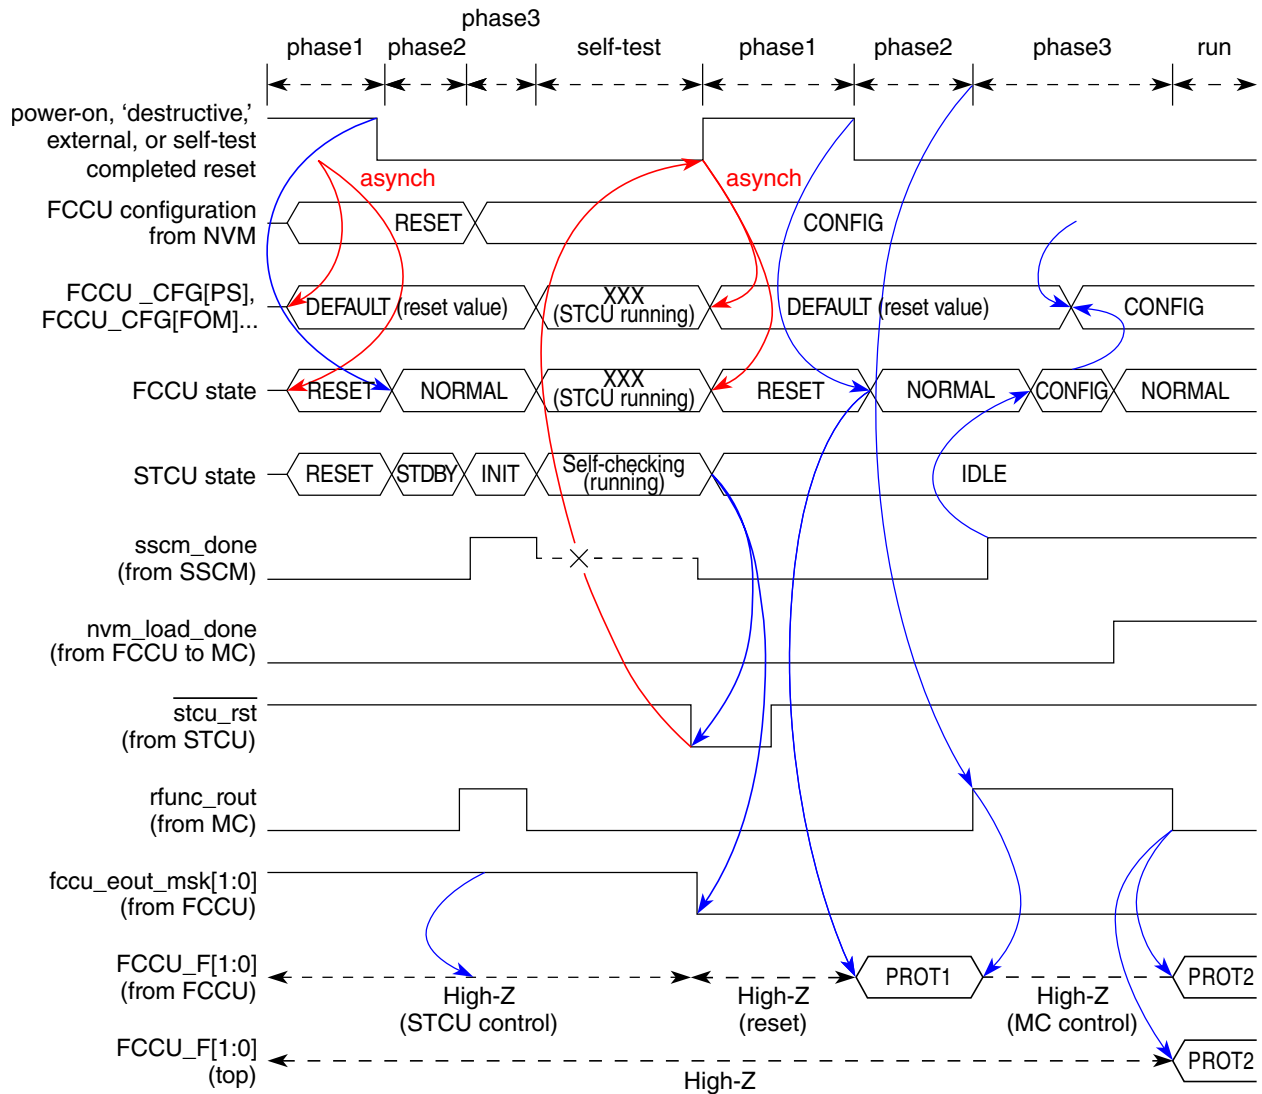 phase3
phase1 phase2 self-test phase1 phase2 phase3 run
power-on, ‘destructive,’
external, or self-test
completed reset
asynch asynch
FCCU configuration
from NVM
RESET CONFIG
FCCU _CFG[PS],
FCCU_CFG[FOM]...
DEFAULT (reset value)
XXX
(STCU running)
DEFAULT (reset value)
CONFIG
FCCU state
RESET NORMAL
XXX
(STCU running)
RESET NORMAL CONFIG NORMAL
STCU state
RESET STDBY INIT
Self-checking
(running)
IDLE
sscm_done
(from SSCM)
nvm_load_done
(from FCCU to MC)
stcu_rst
(from STCU)
rfunc_rout
(from MC)
fccu_eout_msk[1:0]
(from FCCU)
FCCU_F[1:0]
(from FCCU)
High-Z
(STCU control)
High-Z
(reset)
PROT1
High-Z
(MC control)
PROT2
FCCU_F[1:0]
(top)
High-Z
PROT2